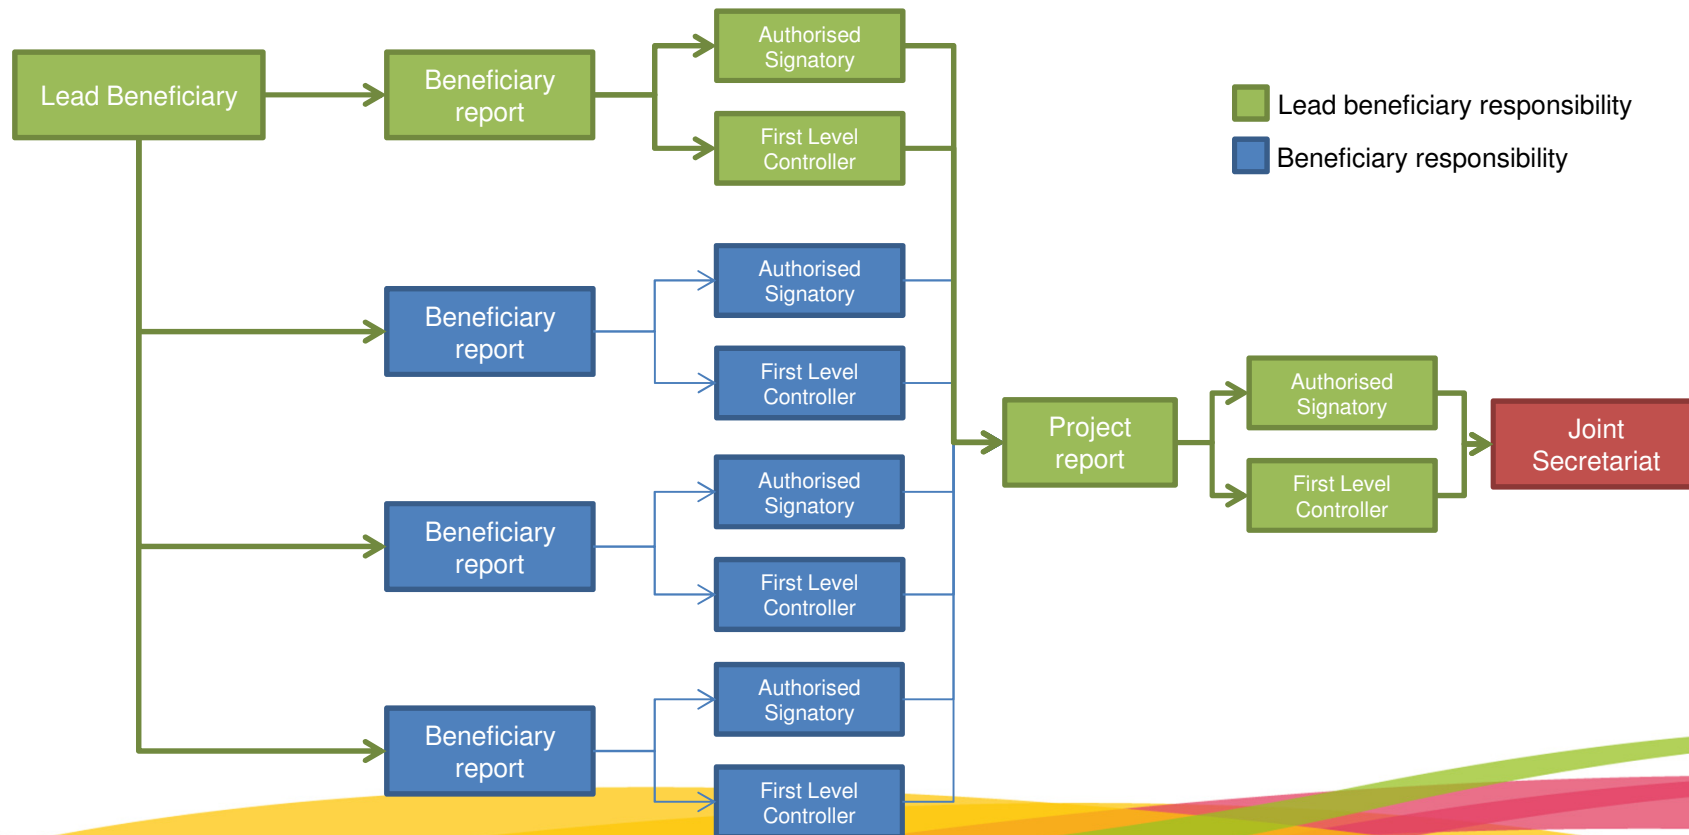 Lead Beneficiary
Beneficiary
report
Authorised
Signatory
First Level
Controller
Lead beneficiary responsibility
Beneficiary responsibility
Beneficiary
report
Authorised
Signatory
First Level
Controller
Beneficiary
report
Authorised
Signatory
First Level
Controller
Beneficiary
report
Authorised
Signatory
First Level
Controller
Project
report
Authorised
Signatory
First Level
Controller
Joint
Secretariat